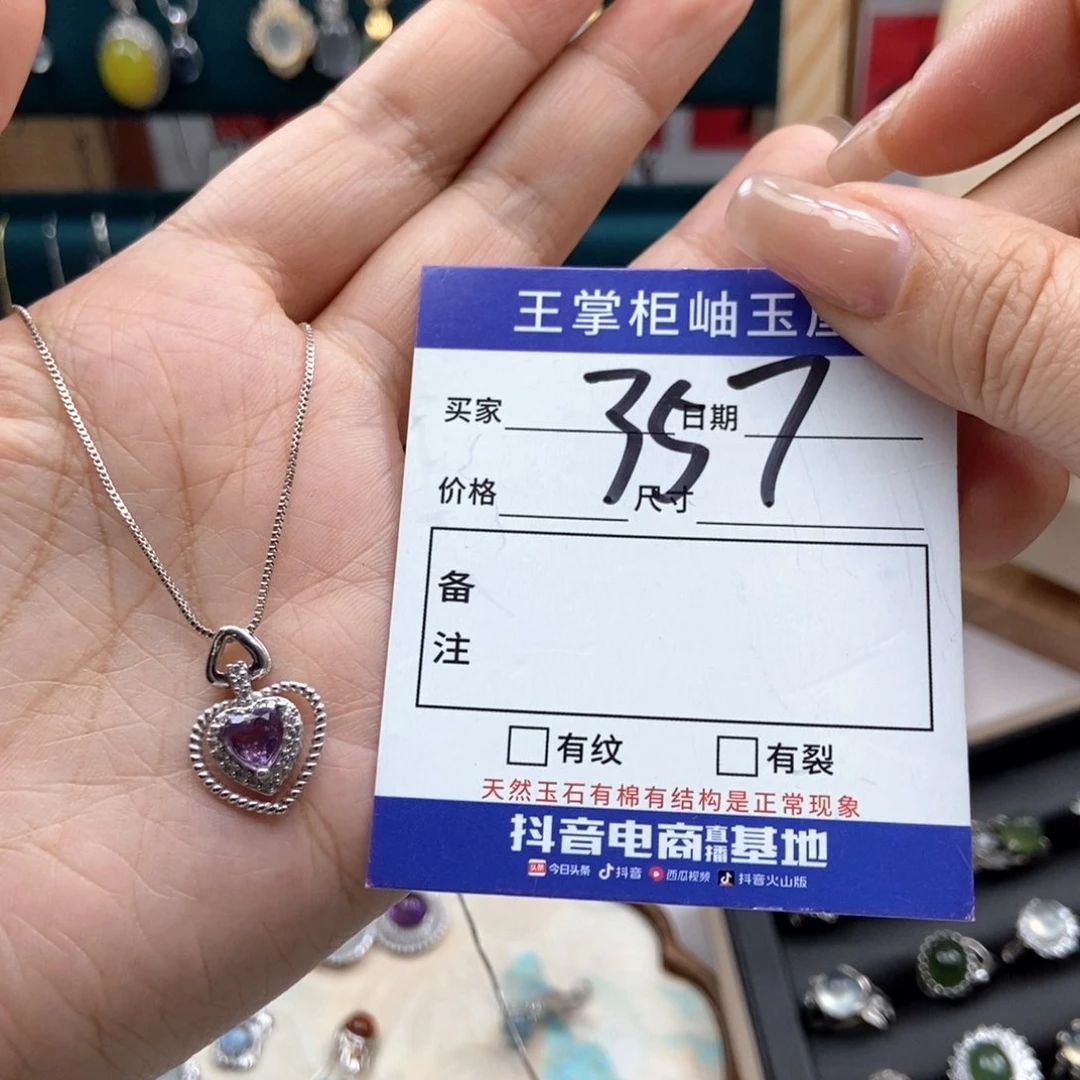 王掌柜岫玉
357
买家 日期
价格 尺寸
备
注
有纹 有裂
天然玉石有棉有结构是正常现象
抖音电商直播基地
头条 今日头条 抖音 西瓜视频 抖音火山版